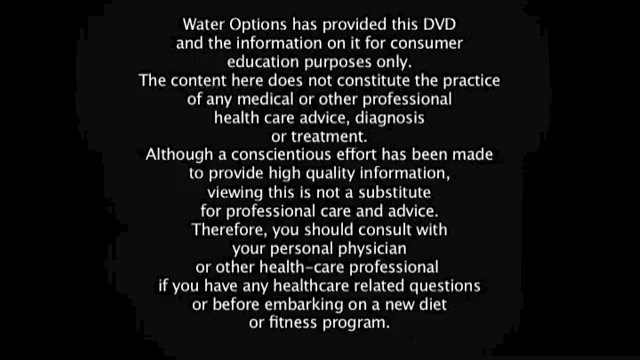 Water Options has provided this DVD
and the information on it for consumer
education purposes only.
The content here does not constitute the practice
of any medical or other professional
health care advice, diagnosis
or treatment.
Although a conscientious effort has been made
to provide high quality information,
viewing this is not a substitute
for professional care and advice.
Therefore, you should consult with
your personal physician
or other health-care professional
if you have any healthcare related questions
or before embarking on a new diet
or fitness program.